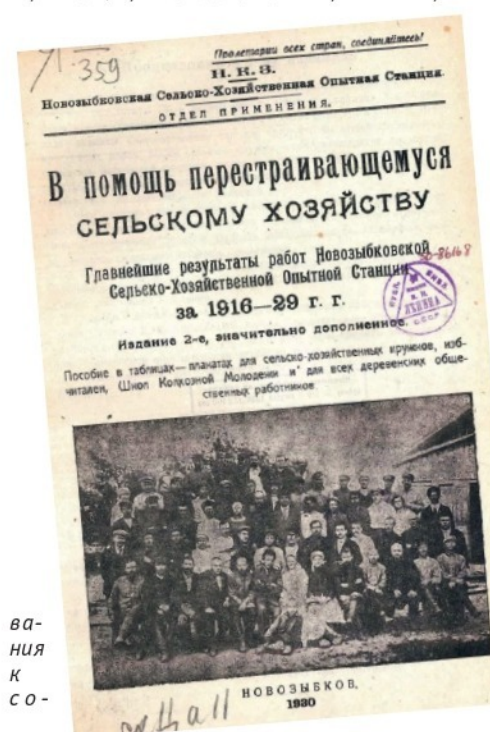 359
Пролетарии всех стран, соединяйтесь!
Н. К. З.
Новозыбковская Сельско-Хозяйственная Опытная Станция.
ОТДЕЛ ПРИМЕНЕНИЯ.
В помощь перестраивающемуся
СЕЛЬСКОМУ ХОЗЯЙСТВУ
Главнейшие результаты работ Новозыбковской
Сельско-Хозяйственной Опытной Станции
за 1916—29 г. г.
Издание 2-е, значительно дополненное.
Пособие в таблицах—плакатах для сельско-хозяйственных кружков, изб-
читален, Школ Колхозной Молодежи и для всех деревенских обще-
ственных работников.
ЛЕНИНА
ва-
ния
к
со-
НОВОЗЫБКОВ,
1930